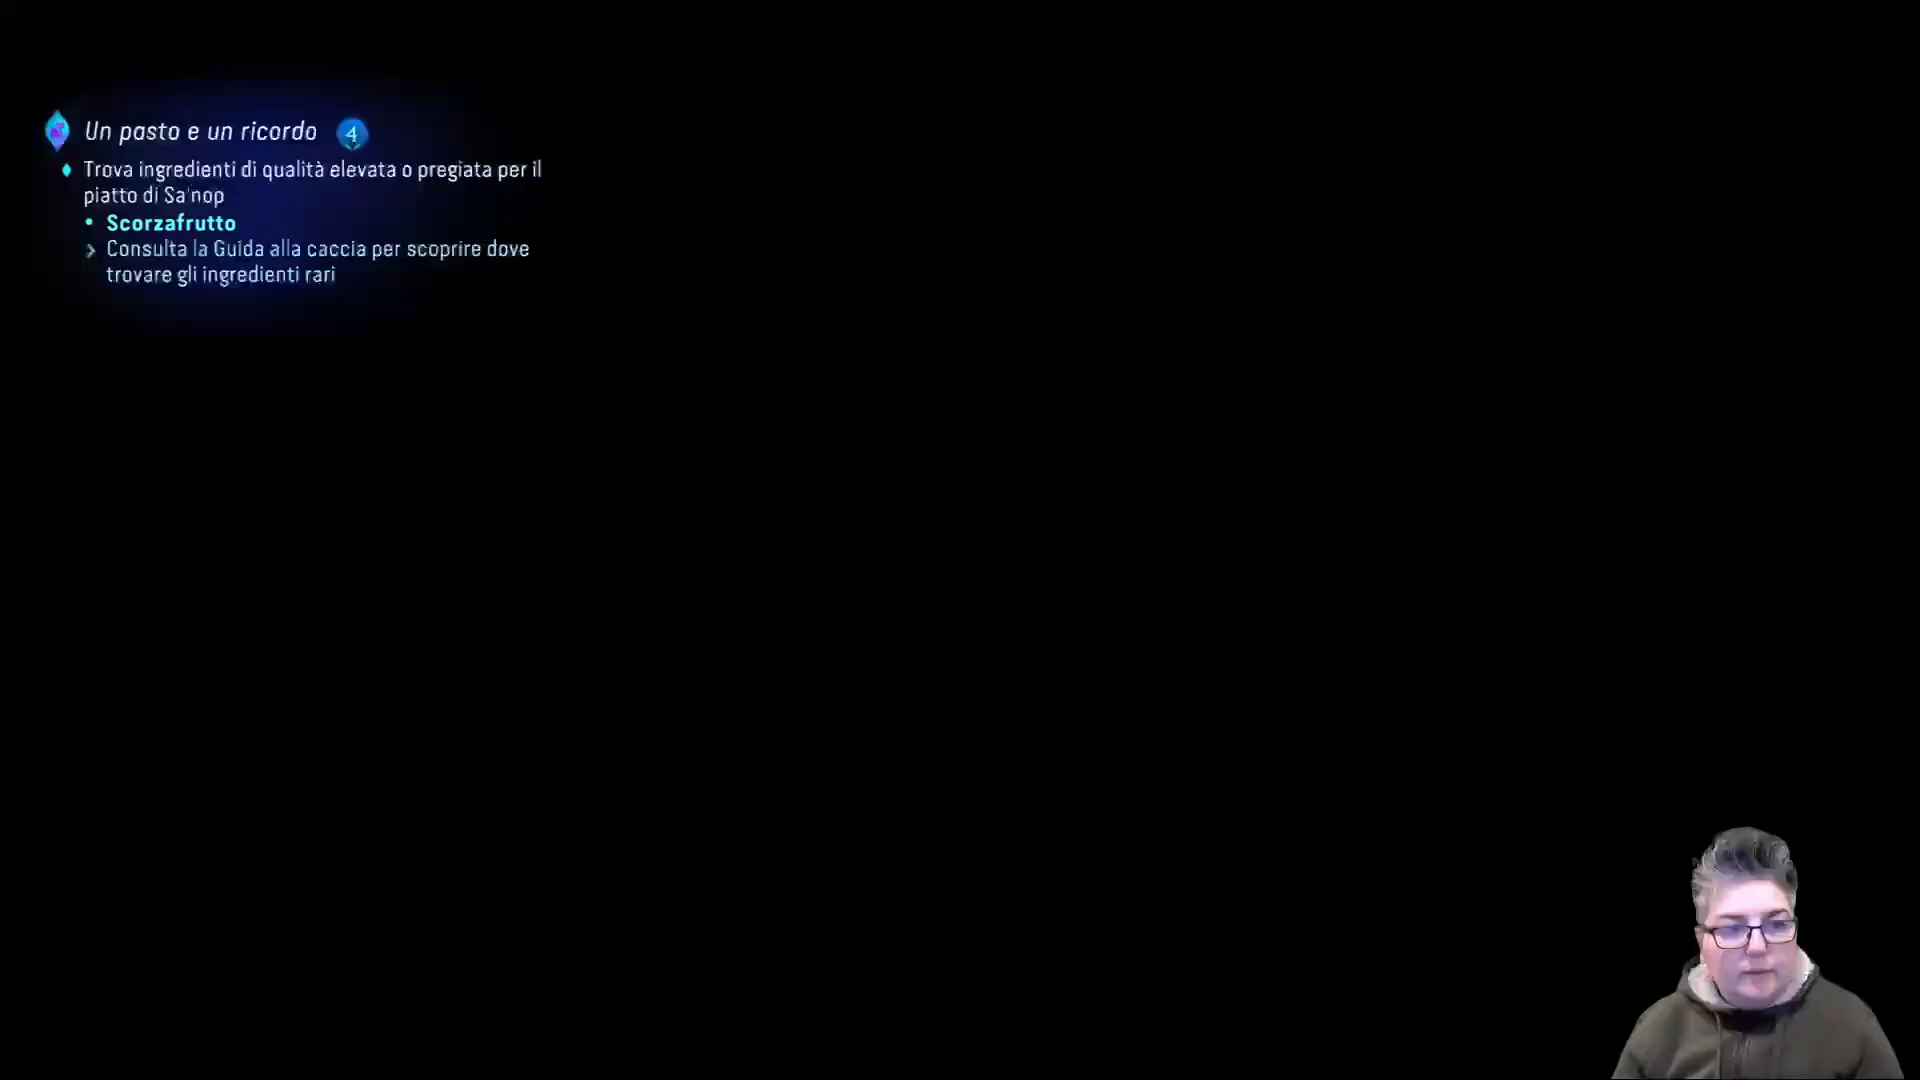 Un pasto e un ricordo 4
Trova ingredienti di qualità elevata o pregiata per il
piatto di Sa'nop
• Scorzafrutto
> Consulta la Guida alla caccia per scoprire dove
trovare gli ingredienti rari